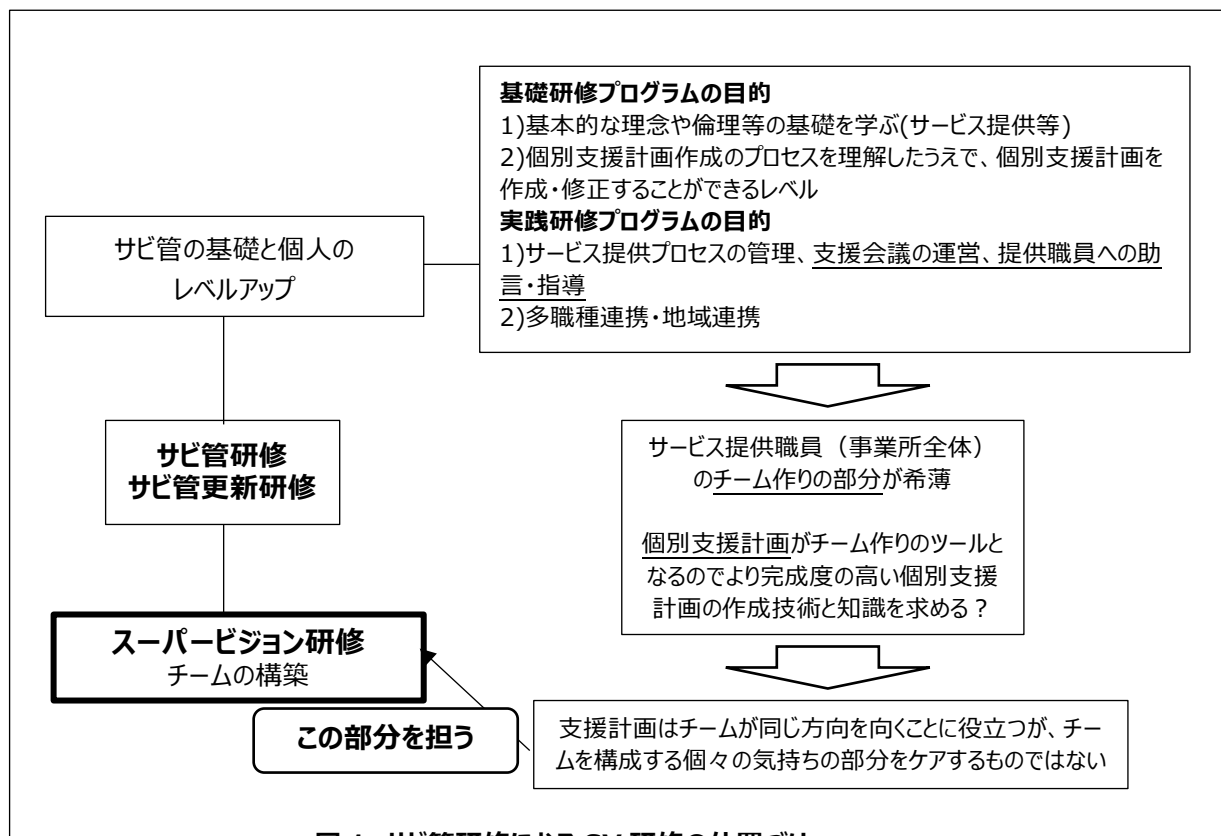 基礎研修プログラムの目的
1)基本的な理念や倫理等の基礎を学ぶ(サービス提供等)
2)個別支援計画作成のプロセスを理解したうえで、個別支援計画を
作成・修正することができるレベル
実践研修プログラムの目的
1)サービス提供プロセスの管理、支援会議の運営、提供職員への助
言・指導
2)多職種連携・地域連携
サビ管の基礎と個人の
レベルアップ
サビ管研修
サビ管更新研修
サービス提供職員（事業所全体）
のチーム作りの部分が希薄
個別支援計画がチーム作りのツールと
なるのでより完成度の高い個別支援
計画の作成技術と知識を求める？
スーパービジョン研修
チームの構築
この部分を担う
支援計画はチームが同じ方向を向くことに役立つが、チー
ムを構成する個々の気持ちの部分をケアするものではない